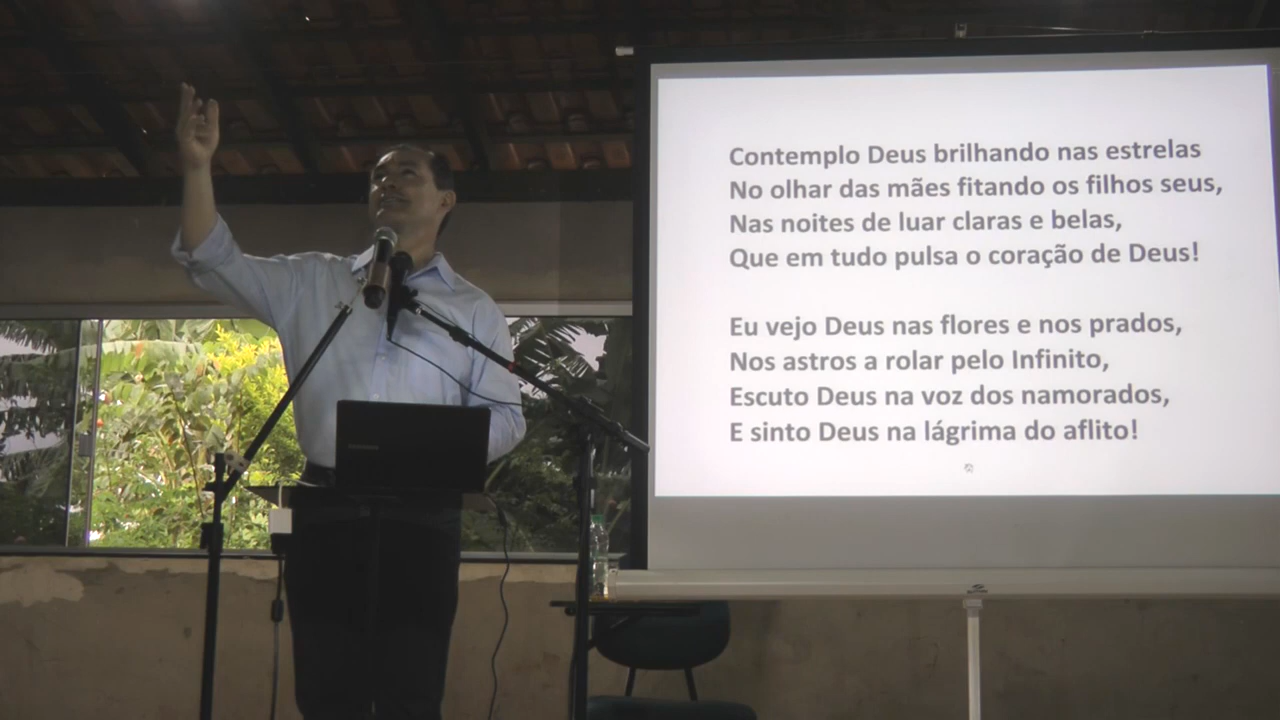 Contemplo Deus brilhando nas estrelas
No olhar das mães fitando os filhos seus,
Nas noites de luar claras e belas,
Que em tudo pulsa o coração de Deus!
Eu vejo Deus nas flores e nos prados,
Nos astros a rolar pelo Infinito,
Escuto Deus na voz dos namorados,
E sinto Deus na lágrima do aflito!